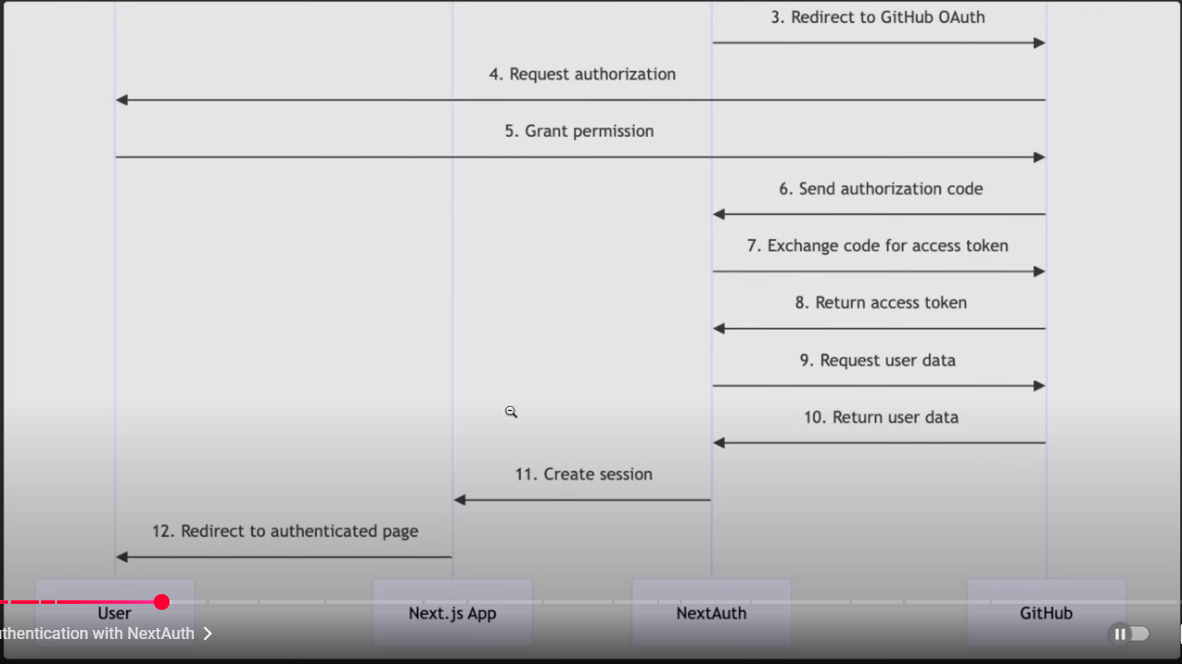 3. Redirect to GitHub OAuth
4. Request authorization
5. Grant permission
6. Send authorization code
7. Exchange code for access token
8. Return access token
9. Request user data
10. Return user data
11. Create session
12. Redirect to authenticated page
User
Next.js App
NextAuth
GitHub
uthentication with NextAuth